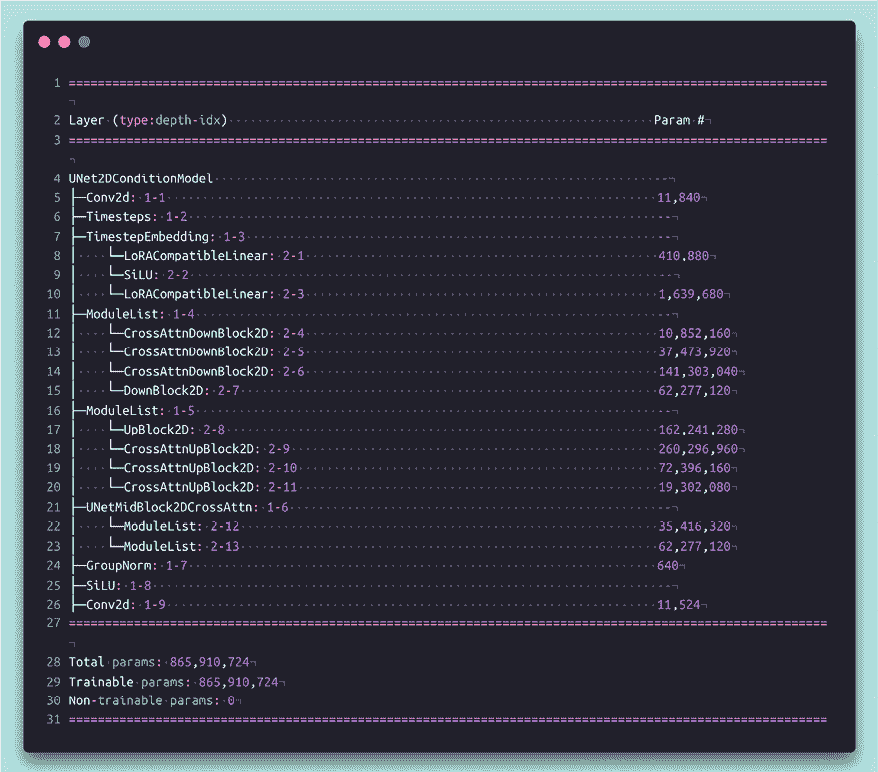 1 ==========================================================================================
2 Layer (type:depth-idx) Param #
3 ==========================================================================================
4 UNet2DConditionModel --
5 ├─Conv2d: 1-1 11,840
6 ├─Timesteps: 1-2 --
7 ├─TimestepEmbedding: 1-3 --
8 │ └─LoRACompatibleLinear: 2-1 410,880
9 │ └─SiLU: 2-2 --
10 │ └─LoRACompatibleLinear: 2-3 1,639,680
11 ├─ModuleList: 1-4 --
12 │ └─CrossAttnDownBlock2D: 2-4 10,852,160
13 │ └─CrossAttnDownBlock2D: 2-5 37,473,920
14 │ └─CrossAttnDownBlock2D: 2-6 141,303,040
15 │ └─DownBlock2D: 2-7 62,277,120
16 ├─ModuleList: 1-5 --
17 │ └─UpBlock2D: 2-8 162,241,280
18 │ └─CrossAttnUpBlock2D: 2-9 260,296,960
19 │ └─CrossAttnUpBlock2D: 2-10 72,396,160
20 │ └─CrossAttnUpBlock2D: 2-11 19,302,080
21 ├─UNetMidBlock2DCrossAttn: 1-6 --
22 │ └─ModuleList: 2-12 35,416,320
23 │ └─ModuleList: 2-13 62,277,120
24 ├─GroupNorm: 1-7 640
25 ├─SiLU: 1-8 --
26 ├─Conv2d: 1-9 11,524
27 ==========================================================================================
28 Total params: 865,910,724
29 Trainable params: 865,910,724
30 Non-trainable params: 0
31 ==========================================================================================